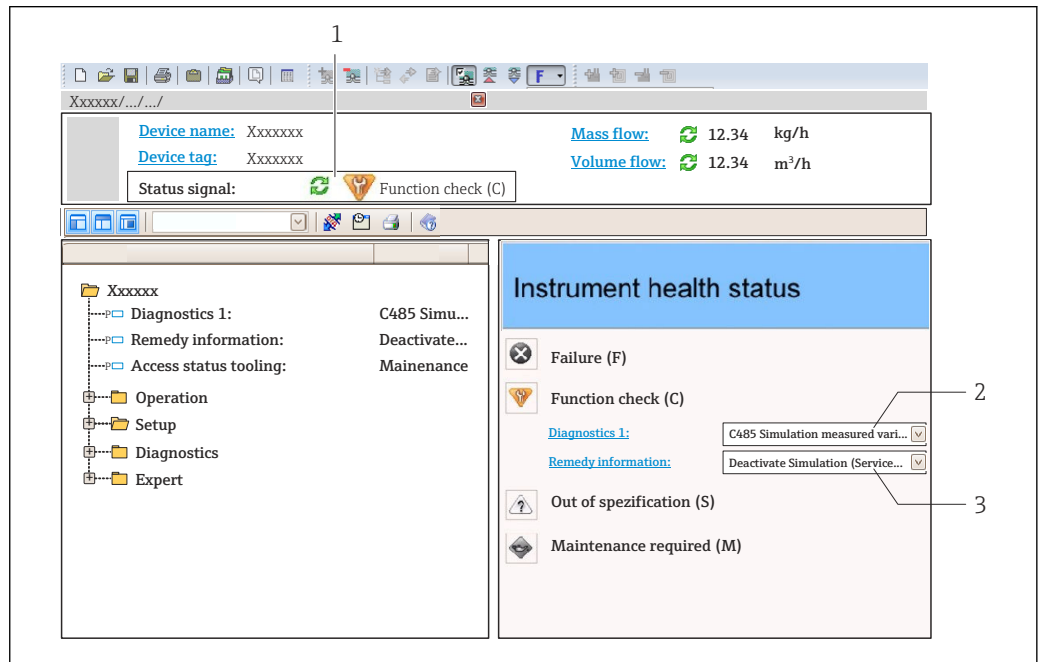 1
F
Xxxxxx/.../.../
Device name: Xxxxxxx
Mass flow: 12.34 kg/h
Device tag: Xxxxxxx
Volume flow: 12.34 m³/h
Status signal: Function check (C)
Xxxxxx
Diagnostics 1: C485 Simu...
Remedy information: Deactivate...
Access status tooling: Mainenance
Operation
Setup
Diagnostics
Expert
Instrument health status
Failure (F)
Function check (C)
2
Diagnostics 1: C485 Simulation measured vari...
Remedy information: Deactivate Simulation (Service...
Out of spezification (S)
3
Maintenance required (M)